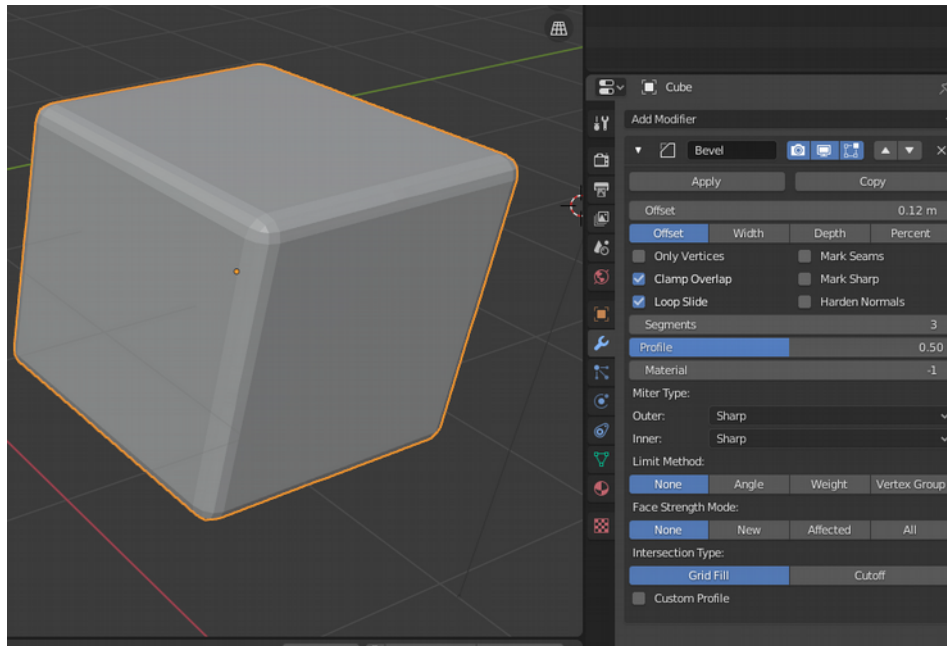 Cube
Add Modifier
Bevel
Apply Copy
Offset 0.12 m
Offset Width Depth Percent
Only Vertices Mark Seams
Clamp Overlap Mark Sharp
Loop Slide Harden Normals
Segments 3
Profile 0.50
Material -1
Miter Type:
Outer: Sharp
Inner: Sharp
Limit Method:
None Angle Weight Vertex Group
Face Strength Mode:
None New Affected All
Intersection Type:
Grid Fill Cutoff
Custom Profile